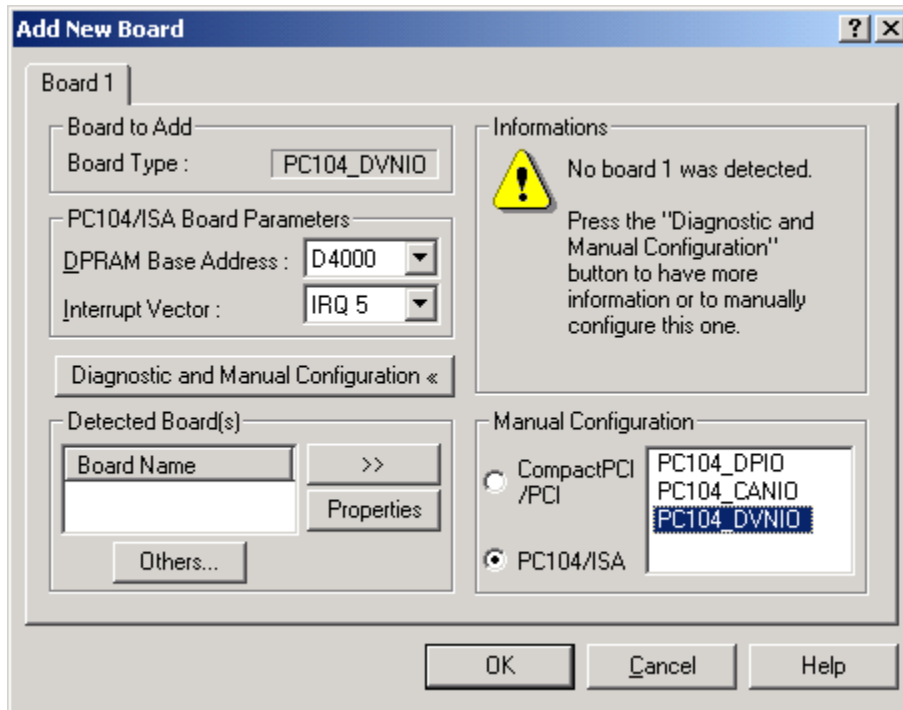 Add New Board
Board 1
Board to Add
Board Type : PC104_DVNIO
PC104/ISA Board Parameters
DPRAM Base Address : D4000
Interrupt Vector : IRQ 5
Diagnostic and Manual Configuration «
Informations
No board 1 was detected.
Press the "Diagnostic and
Manual Configuration"
button to have more
information or to manually
configure this one.
Detected Board(s)
Board Name
>>
Properties
Others...
Manual Configuration
CompactPCI
/PCI
PC104/ISA
PC104_DPIO
PC104_CANIO
PC104_DVNIO
OK
Cancel
Help